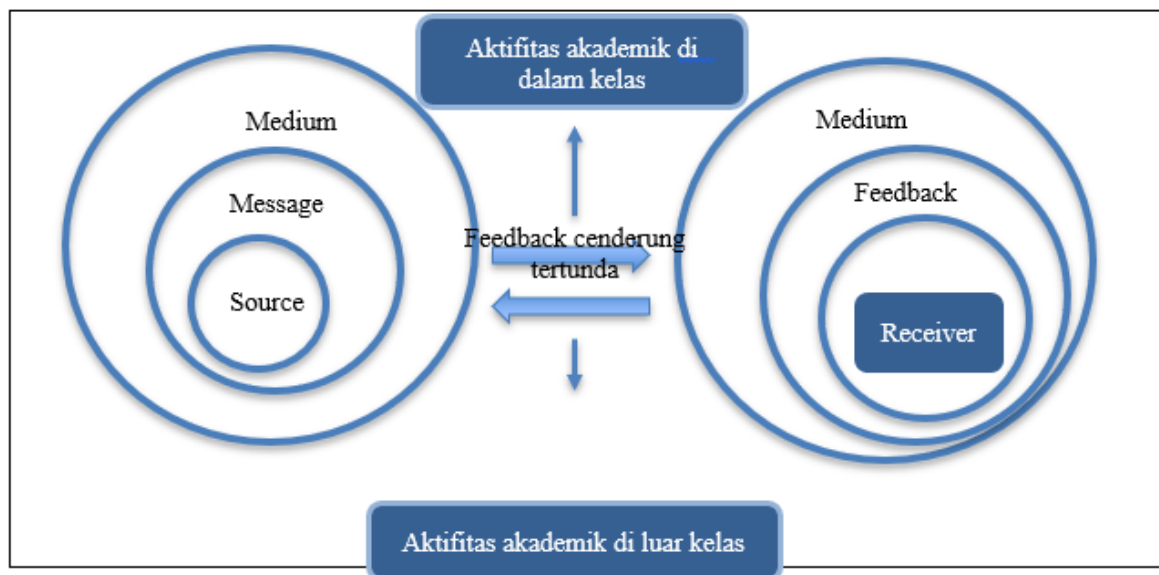 Aktifitas akademik di
dalam kelas
Medium
Message
Source
Feedback cenderung
tertunda
Medium
Feedback
Receiver
Aktifitas akademik di luar kelas